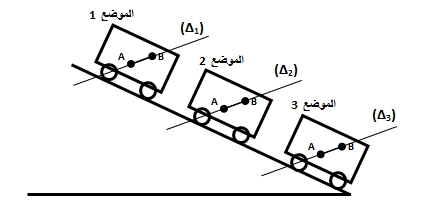 الموضع 1
(Δ₁)
A B
الموضع 2
(Δ₂)
A B
الموضع 3
(Δ₃)
A B